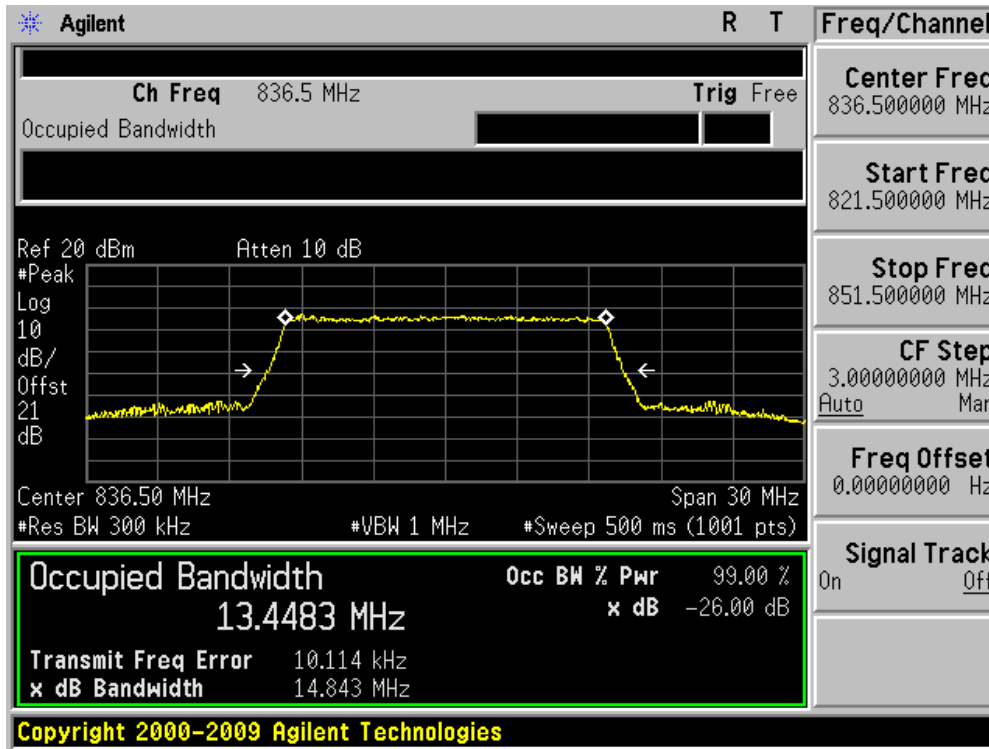 Agilent R T
Freq/Channel
Ch Freq 836.5 MHz Trig Free
Occupied Bandwidth
Center Freq
836.500000 MHz
Start Freq
821.500000 MHz
Stop Freq
851.500000 MHz
CF Step
3.00000000 MHz
Auto Man
Freq Offset
0.00000000 Hz
Signal Track
On Off
Ref 20 dBm Atten 10 dB
#Peak
Log
10
dB/
Offst
21
dB
Center 836.50 MHz Span 30 MHz
#Res BW 300 kHz #VBW 1 MHz #Sweep 500 ms (1001 pts)
Occupied Bandwidth
13.4483 MHz
Occ BW % Pwr 99.00 %
x dB -26.00 dB
Transmit Freq Error 10.114 kHz
x dB Bandwidth 14.843 MHz
Copyright 2000-2009 Agilent Technologies